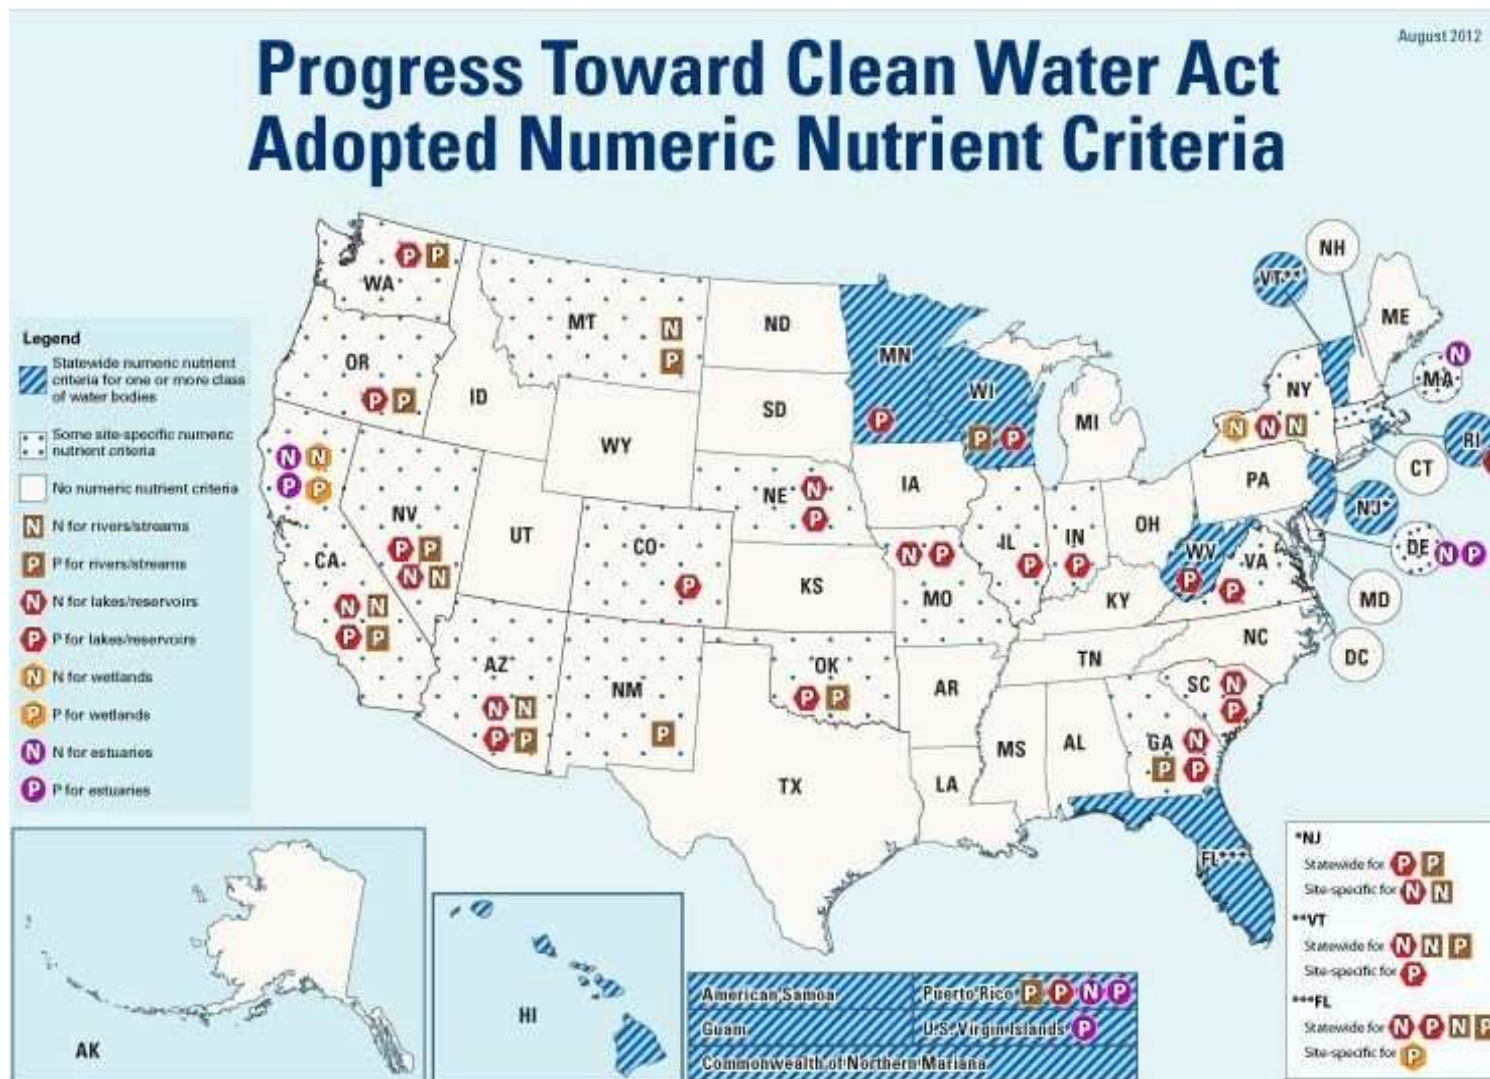 August 2012
Progress Toward Clean Water Act
Adopted Numeric Nutrient Criteria
Legend
Statewide numeric nutrient
criteria for one or more class
of water bodies
Some site-specific numeric
nutrient criteria
No numeric nutrient criteria
N N for rivers/streams
P P for rivers/streams
N N for lakes/reservoirs
P P for lakes/reservoirs
N N for wetlands
P P for wetlands
N N for estuaries
P P for estuaries
WA P P
OR P P
CA N N P P N N P P
NV P P N N
ID
MT N P
WY
UT
CO P
AZ N N P P
NM P
ND
SD
NE N P
KS
OK P P
TX
MN P
IA
MO N P
AR
LA
WI P P
IL P
IN P
MI
OH
KY
TN
MS
AL
GA N P P
FL***
SC N P
NC
VA P
WV P
PA
NY N N N
VT**
NH
ME
MA N
RI
CT
NJ*
DE N P
MD
DC
AK
HI
American Samoa
Puerto Rico P P N P
Guam
U.S. Virgin Islands P
Commonwealth of Northern Mariana
*NJ
Statewide for P P
Site-specific for N N
**VT
Statewide for N N P
Site-specific for P
***FL
Statewide for N P N P
Site-specific for P